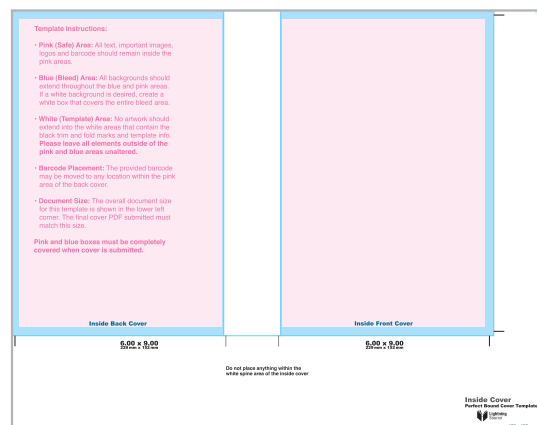 Template Instructions:
• Pink (Safe) Area: All text, important images,
logos and barcode should remain inside the
pink areas.
• Blue (Bleed) Area: All backgrounds should
extend throughout the blue and pink areas.
If a white background is desired, create a
white box that covers the entire bleed area.
• White (Template) Area: No artwork should
extend into the white areas that contain the
black trim and fold marks and template info.
Please leave all elements outside of the
pink and blue areas unaltered.
• Barcode Placement: The provided barcode
may be moved to any location within the pink
area of the back cover.
• Document Size: The overall document size
for this template is shown in the lower left
corner. The final cover PDF submitted must
match this size.
Pink and blue boxes must be completely
covered when cover is submitted.
Inside Back Cover
Inside Front Cover
6.00 x 9.00
229 mm x 152 mm
6.00 x 9.00
229 mm x 152 mm
Do not place anything within the
white spine area of the inside cover
Inside Cover
Perfect Bound Cover Template
Lightning
Source